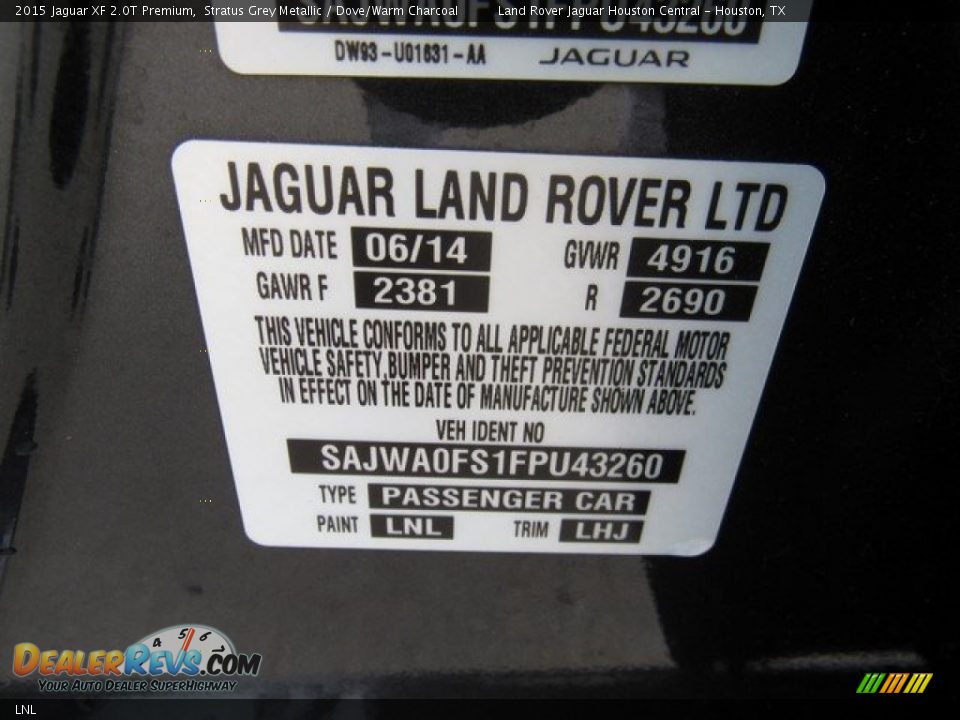 2015 Jaguar XF 2.0T Premium, Stratus Grey Metallic / Dove/Warm Charcoal Land Rover Jaguar Houston Central - Houston, TX
DW93-U01631-AA JAGUAR
JAGUAR LAND ROVER LTD
MFD DATE 06/14 GVWR 4916
GAWR F 2381 R 2690
THIS VEHICLE CONFORMS TO ALL APPLICABLE FEDERAL MOTOR
VEHICLE SAFETY,BUMPER AND THEFT PREVENTION STANDARDS
IN EFFECT ON THE DATE OF MANUFACTURE SHOWN ABOVE.
VEH IDENT NO
SAJWA0FS1FPU43260
TYPE PASSENGER CAR
PAINT LNL TRIM LHJ
4 5 6
DealerRevs.com
Your Auto Dealer SuperHighway
LNL